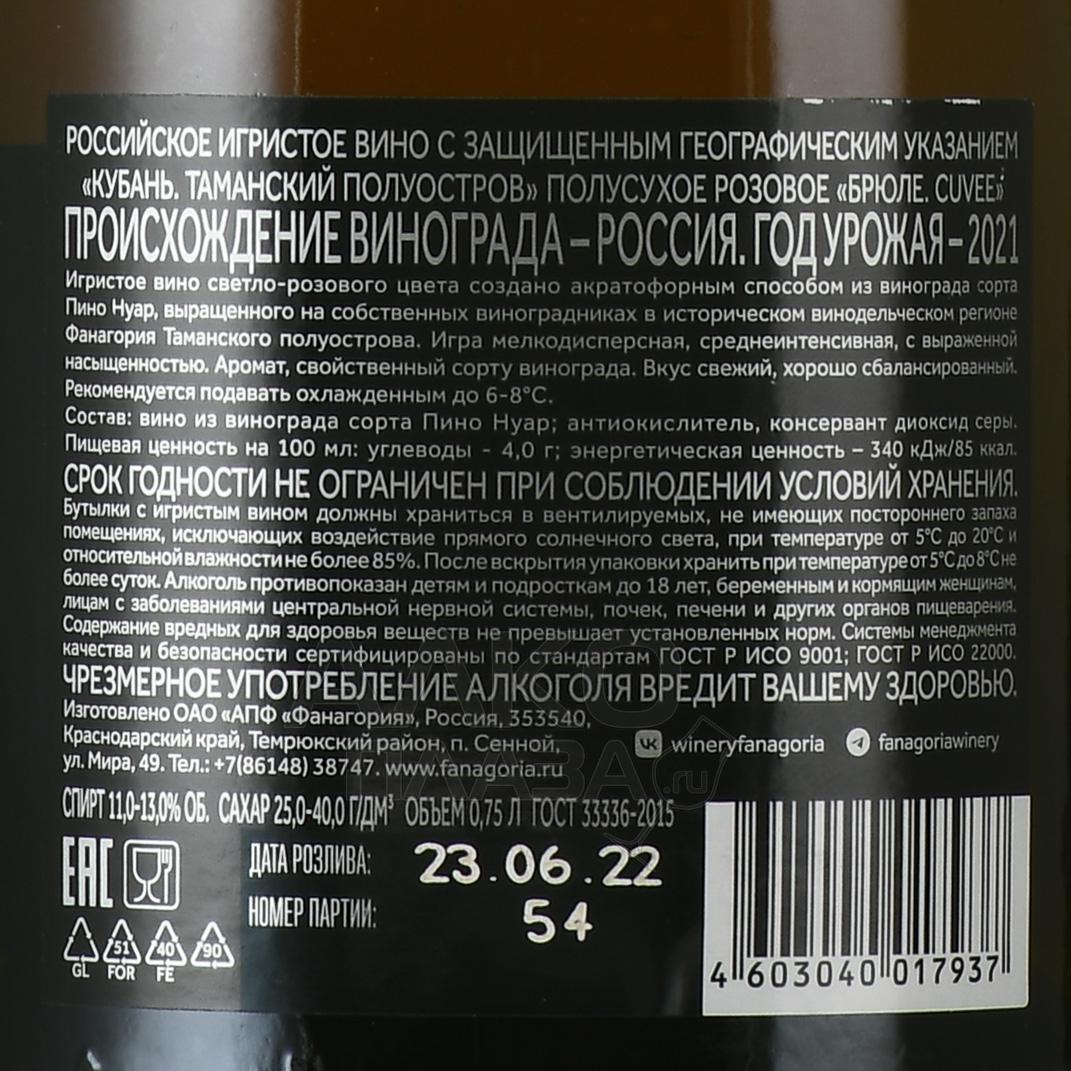 РОССИЙСКОЕ ИГРИСТОЕ ВИНО С ЗАЩИЩЕННЫМ ГЕОГРАФИЧЕСКИМ УКАЗАНИЕМ
«КУБАНЬ. ТАМАНСКИЙ ПОЛУОСТРОВ» ПОЛУСУХОЕ РОЗОВОЕ «БРЮЛЕ. CUVEE»
ПРОИСХОЖДЕНИЕ ВИНОГРАДА – РОССИЯ. ГОД УРОЖАЯ – 2021
Игристое вино светло-розового цвета создано акратофорным способом из винограда сорта
Пино Нуар, выращенного на собственных виноградниках в историческом винодельческом регионе
Фанагория Таманского полуострова. Игра мелкодисперсная, среднеинтенсивная, с выраженной
насыщенностью. Аромат, свойственный сорту винограда. Вкус свежий, хорошо сбалансированный.
Рекомендуется подавать охлажденным до 6-8°С.
Состав: вино из винограда сорта Пино Нуар; антиокислитель, консервант диоксид серы.
Пищевая ценность на 100 мл: углеводы - 4,0 г; энергетическая ценность – 340 кДж/85 ккал.
СРОК ГОДНОСТИ НЕ ОГРАНИЧЕН ПРИ СОБЛЮДЕНИИ УСЛОВИЙ ХРАНЕНИЯ.
Бутылки с игристым вином должны храниться в вентилируемых, не имеющих постороннего запаха
помещениях, исключающих воздействие прямого солнечного света, при температуре от 5°С до 20°С и
относительной влажности не более 85%. После вскрытия упаковки хранить при температуре от 5°С до 8°С не
более суток. Алкоголь противопоказан детям и подросткам до 18 лет, беременным и кормящим женщинам,
лицам с заболеваниями центральной нервной системы, почек, печени и других органов пищеварения.
Содержание вредных для здоровья веществ не превышает установленных норм. Системы менеджмента
качества и безопасности сертифицированы по стандартам ГОСТ Р ИСО 9001; ГОСТ Р ИСО 22000.
ЧРЕЗМЕРНОЕ УПОТРЕБЛЕНИЕ АЛКОГОЛЯ ВРЕДИТ ВАШЕМУ ЗДОРОВЬЮ.
Изготовлено ОАО «АПФ «Фанагория», Россия, 353540,
Краснодарский край, Темрюкский район, п. Сенной,
ул. Мира, 49. Тел.: +7(86148) 38747. www.fanagoria.ru
wineryfanagoria fanagoriawinery
АЛКО
ПЛАЗА.ru
СПИРТ 11,0-13,0% ОБ. САХАР 25,0-40,0 Г/ДМ³ ОБЪЕМ 0,75 Л ГОСТ 33336-2015
EAC
ДАТА РОЗЛИВА: 23.06.22
НОМЕР ПАРТИИ: 54
51 40 90
GL FOR FE
4 603040 017937